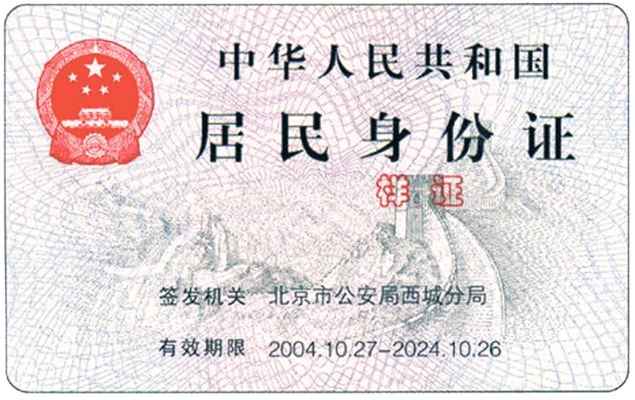 中华人民共和国
居民身份证
样证
签发机关 北京市公安局西城分局
有效期限 2004.10.27-2024.10.26